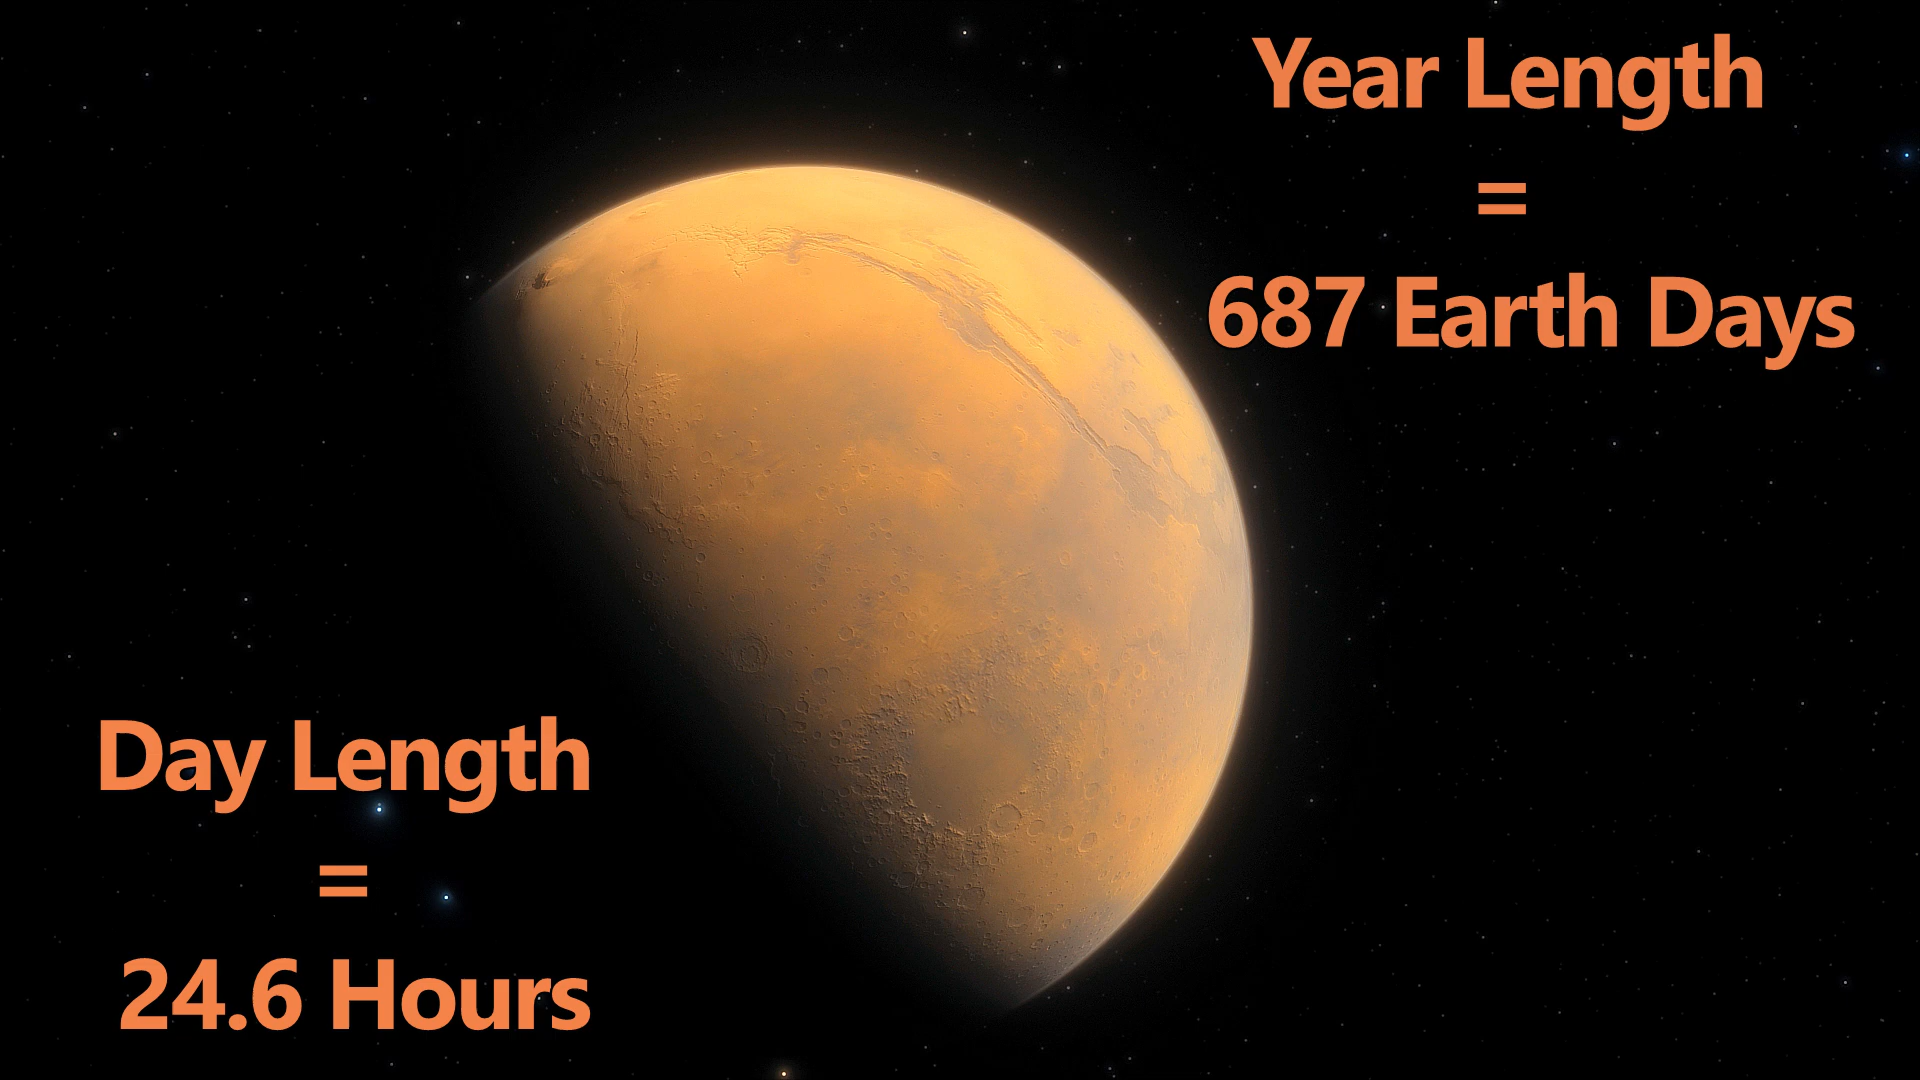 Year Length
=
687 Earth Days
Day Length
=
24.6 Hours